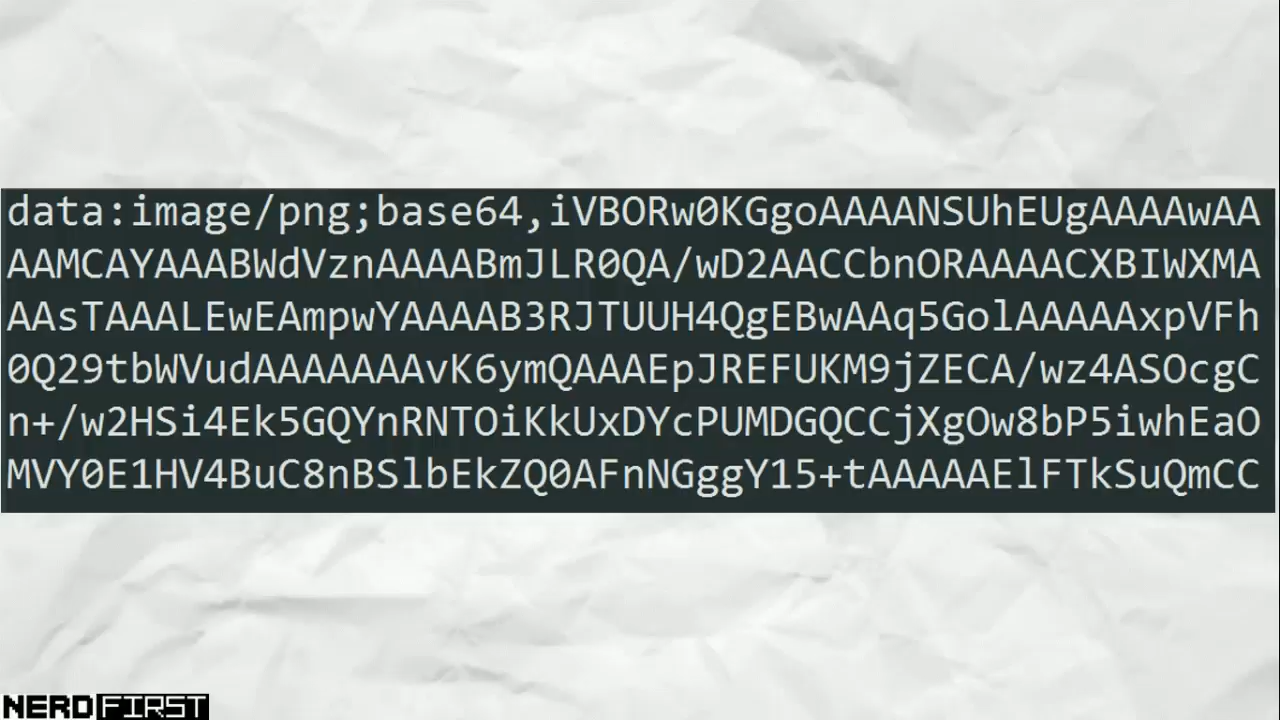 data:image/png;base64,iVBORw0KGgoAAAANSUhEUgAAAAwAA
AAMCAYAAABWdVznAAAABmJLR0QA/wD2AACCbnORAAAACXBIWXMA
AAsTAAALEwEAmpwYAAAAB3RJTUUH4QgEBwAAq5GolAAAAAxpVFh
0Q29tbWVudAAAAAAAvK6ymQAAAEpJREFUKM9jZECA/wz4ASOcgC
n+/w2HSi4Ek5GQYnRNTOiKkUxDYcPUMDGQCCjXgOw8bP5iwhEaO
MVY0E1HV4BuC8nBSlbEkZQ0AFnNGggY15+tAAAAAElFTkSuQmCC
NERDFIRST